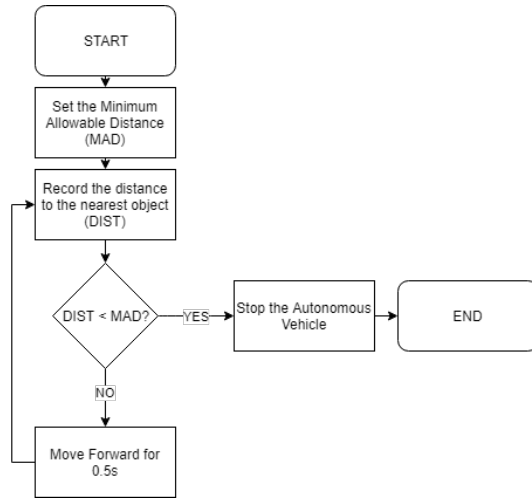 START
Set the Minimum
Allowable Distance
(MAD)
Record the distance
to the nearest object
(DIST)
DIST < MAD?
YES
Stop the Autonomous
Vehicle
END
NO
Move Forward for
0.5s